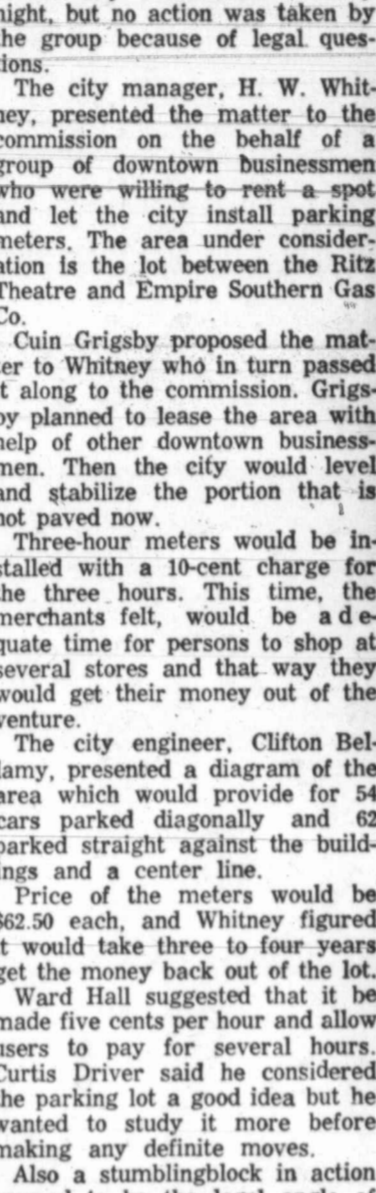 night, but no action was taken by
the group because of legal ques-
tions.
The city manager, H. W. Whit-
ney, presented the matter to the
commission on the behalf of a
group of downtown businessmen
who were willing to rent a spot
and let the city install parking
meters. The area under consider-
ation is the lot between the Ritz
Theatre and Empire Southern Gas
Co.
Cuin Grigsby proposed the mat-
ter to Whitney who in turn passed
it along to the commission. Grigs-
by planned to lease the area with
help of other downtown business-
men. Then the city would level
and stabilize the portion that is
not paved now.
Three-hour meters would be in-
stalled with a 10-cent charge for
the three hours. This time, the
merchants felt, would be ade-
quate time for persons to shop at
several stores and that way they
would get their money out of the
venture.
The city engineer, Clifton Bel-
lamy, presented a diagram of the
area which would provide for 54
cars parked diagonally and 62
parked straight against the build-
ings and a center line.
Price of the meters would be
$62.50 each, and Whitney figured
it would take three to four years
get the money back out of the lot.
Ward Hall suggested that it be
made five cents per hour and allow
users to pay for several hours.
Curtis Driver said he considered
the parking lot a good idea but he
wanted to study it more before
making any definite moves.
Also a stumblingblock in action